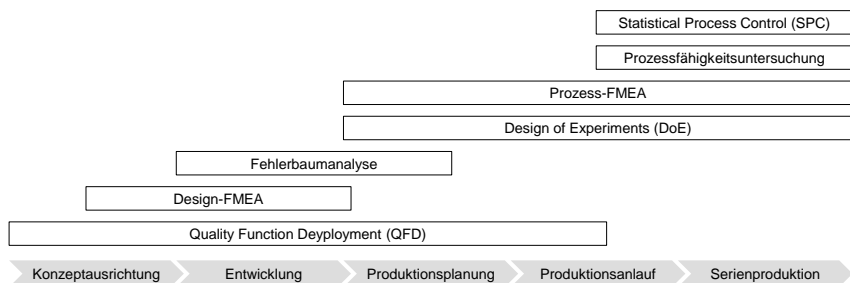 Statistical Process Control (SPC)
Prozessfähigkeitsuntersuchung
Prozess-FMEA
Design of Experiments (DoE)
Fehlerbaumanalyse
Design-FMEA
Quality Function Deyployment (QFD)
Konzeptausrichtung Entwicklung Produktionsplanung Produktionsanlauf Serienproduktion